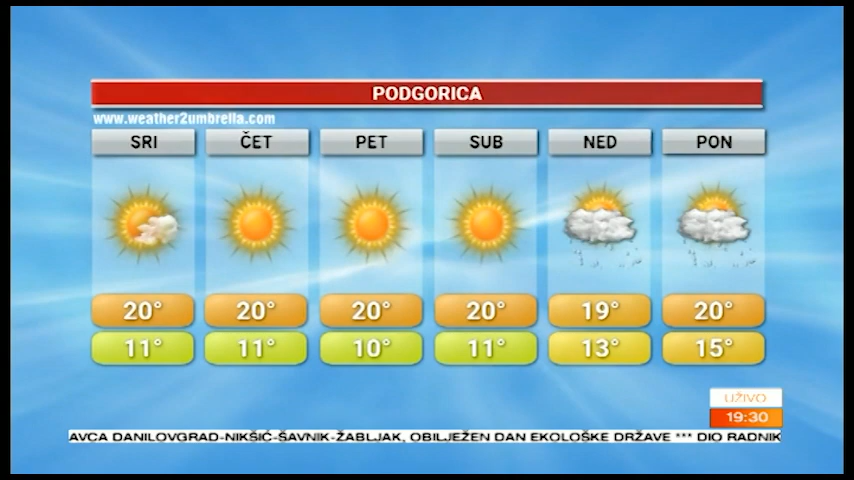 PODGORICA
www.weather2umbrella.com
SRI ČET PET SUB NED PON
20° 20° 20° 20° 19° 20°
11° 11° 10° 11° 13° 15°
UŽIVO
19:30
AVCA DANILOVGRAD-NIKŠIĆ-ŠAVNIK-ŽABLJAK, OBILJEŽEN DAN EKOLOŠKE DRŽAVE *** DIO RADNIK